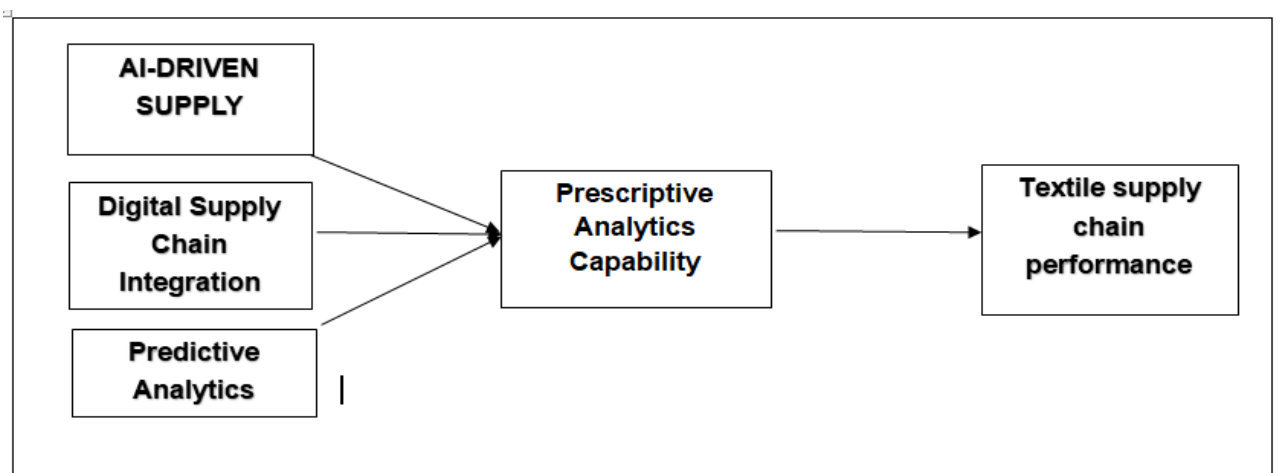 AI-DRIVEN
SUPPLY
Digital Supply
Chain
Integration
Predictive
Analytics
Prescriptive
Analytics
Capability
Textile supply
chain
performance